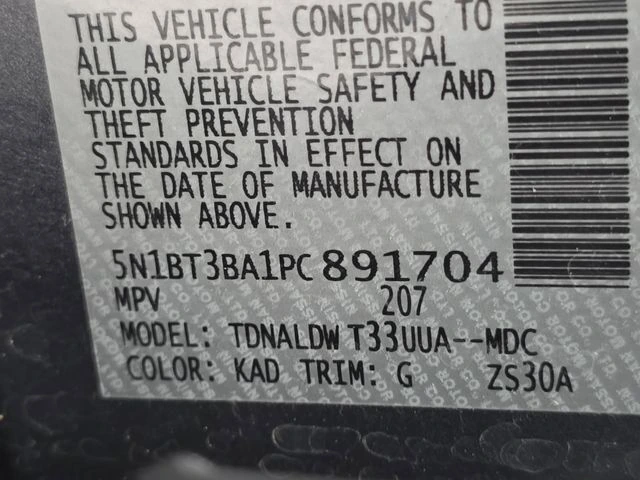 THIS VEHICLE CONFORMS TO
ALL APPLICABLE FEDERAL
MOTOR VEHICLE SAFETY AND
THEFT PREVENTION
STANDARDS IN EFFECT ON
THE DATE OF MANUFACTURE
SHOWN ABOVE.
5N1BT3BA1PC891704
MPV 207
MODEL: TDNALDW T33UUA--MDC
COLOR: KAD TRIM: G ZS30A